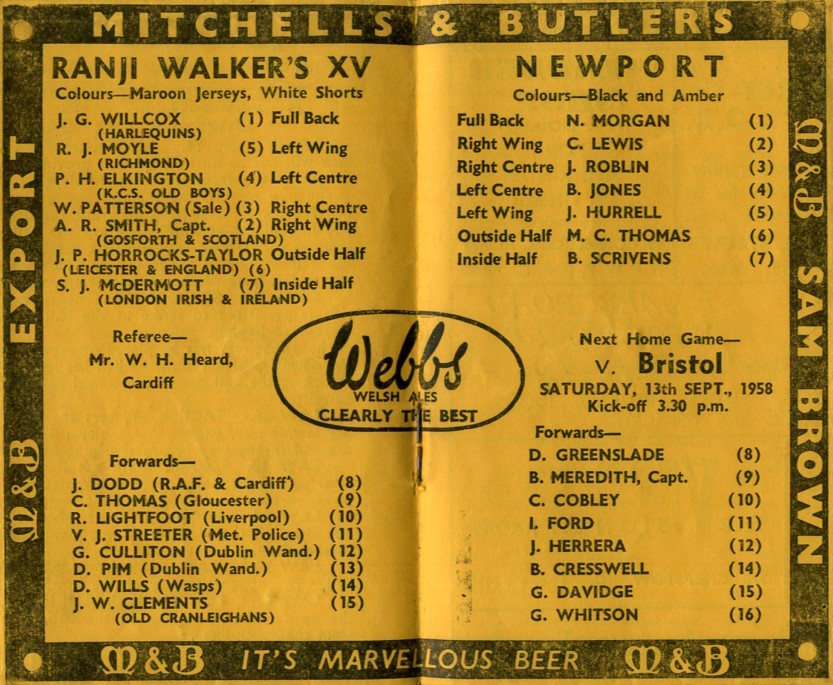 MITCHELLS & BUTLERS
EXPORT
M&B
RANJI WALKER'S XV
Colours—Maroon Jerseys, White Shorts
J. G. WILLCOX (1) Full Back
(HARLEQUINS)
R. J. MOYLE (5) Left Wing
(RICHMOND)
P. H. ELKINGTON (4) Left Centre
(K.C.S. OLD BOYS)
W. PATTERSON (Sale) (3) Right Centre
A. R. SMITH, Capt. (2) Right Wing
(GOSFORTH & SCOTLAND)
J. P. HORROCKS-TAYLOR Outside Half
(LEICESTER & ENGLAND) (6)
S. J. McDERMOTT (7) Inside Half
(LONDON IRISH & IRELAND)
Referee—
Mr. W. H. Heard,
Cardiff
Forwards—
J. DODD (R.A.F. & Cardiff) (8)
C. THOMAS (Gloucester) (9)
R. LIGHTFOOT (Liverpool) (10)
V. J. STREETER (Met. Police) (11)
G. CULLITON (Dublin Wand.) (12)
D. PIM (Dublin Wand.) (13)
D. WILLS (Wasps) (14)
J. W. CLEMENTS (15)
(OLD CRANLEIGHANS)
Webbs
WELSH ALES
CLEARLY THE BEST
NEWPORT
Colours—Black and Amber
Full Back N. MORGAN (1)
Right Wing C. LEWIS (2)
Right Centre J. ROBLIN (3)
Left Centre B. JONES (4)
Left Wing J. HURRELL (5)
Outside Half M. C. THOMAS (6)
Inside Half B. SCRIVENS (7)
Next Home Game—
v. Bristol
SATURDAY, 13th SEPT., 1958
Kick-off 3.30 p.m.
Forwards—
D. GREENSLADE (8)
B. MEREDITH, Capt. (9)
C. COBLEY (10)
I. FORD (11)
J. HERRERA (12)
B. CRESSWELL (14)
G. DAVIDGE (15)
G. WHITSON (16)
M&B
SAM BROWN
M&B IT'S MARVELLOUS BEER M&B